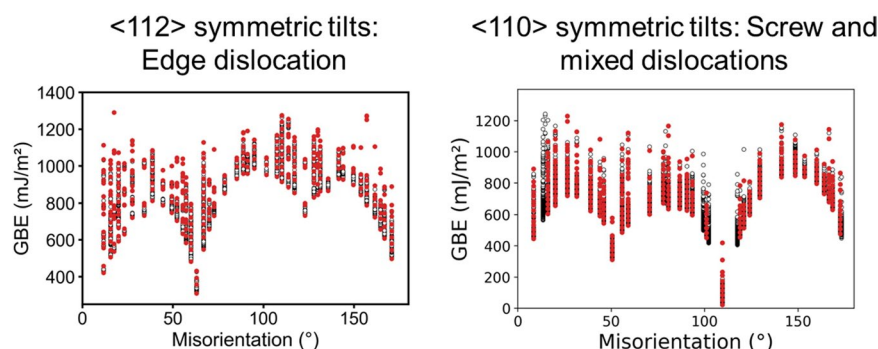 <112> symmetric tilts:
Edge dislocation
GBE (mJ/m²)
1400
1200
1000
800
600
400
0
50
100
150
Misorientation (°)
<110> symmetric tilts: Screw and
mixed dislocations
GBE (mJ/m²)
1200
1000
800
600
400
200
0
0
50
100
150
Misorientation (°)